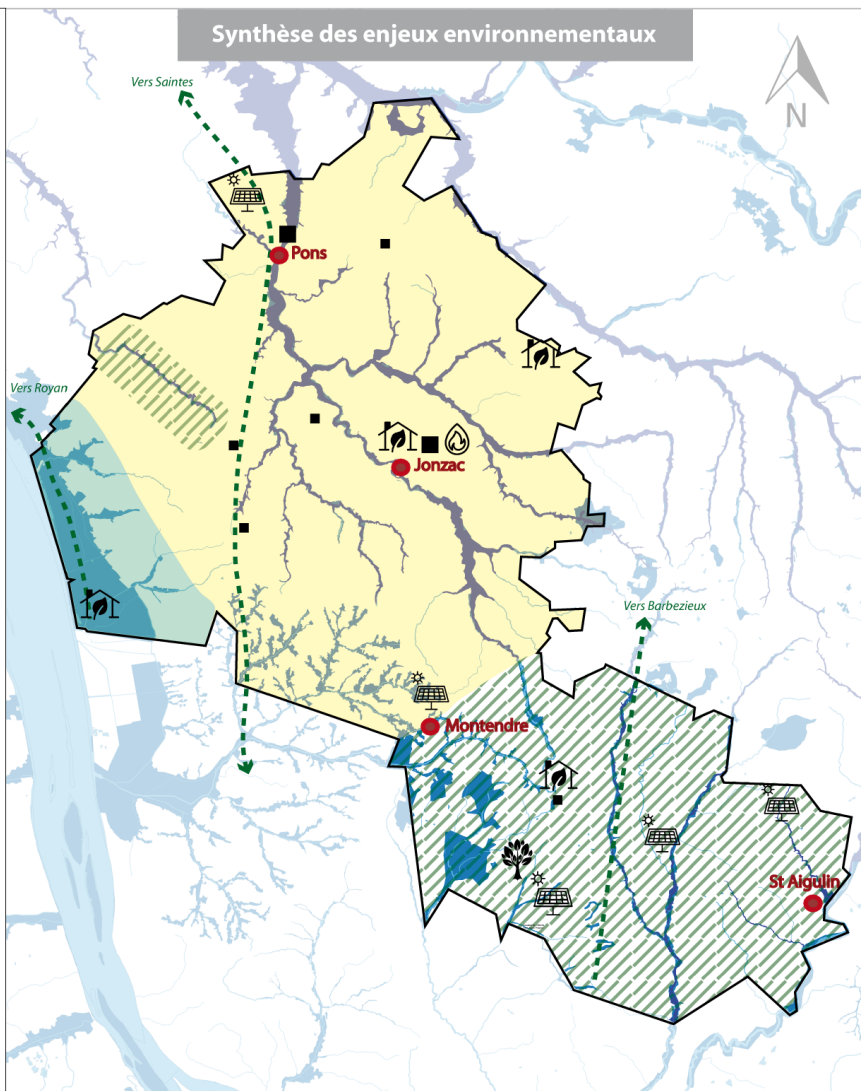 Synthèse des enjeux environnementaux
Vers Saintes
N
Pons
Vers Royan
Jonzac
Vers Barbezieux
Montendre
St Aigulin